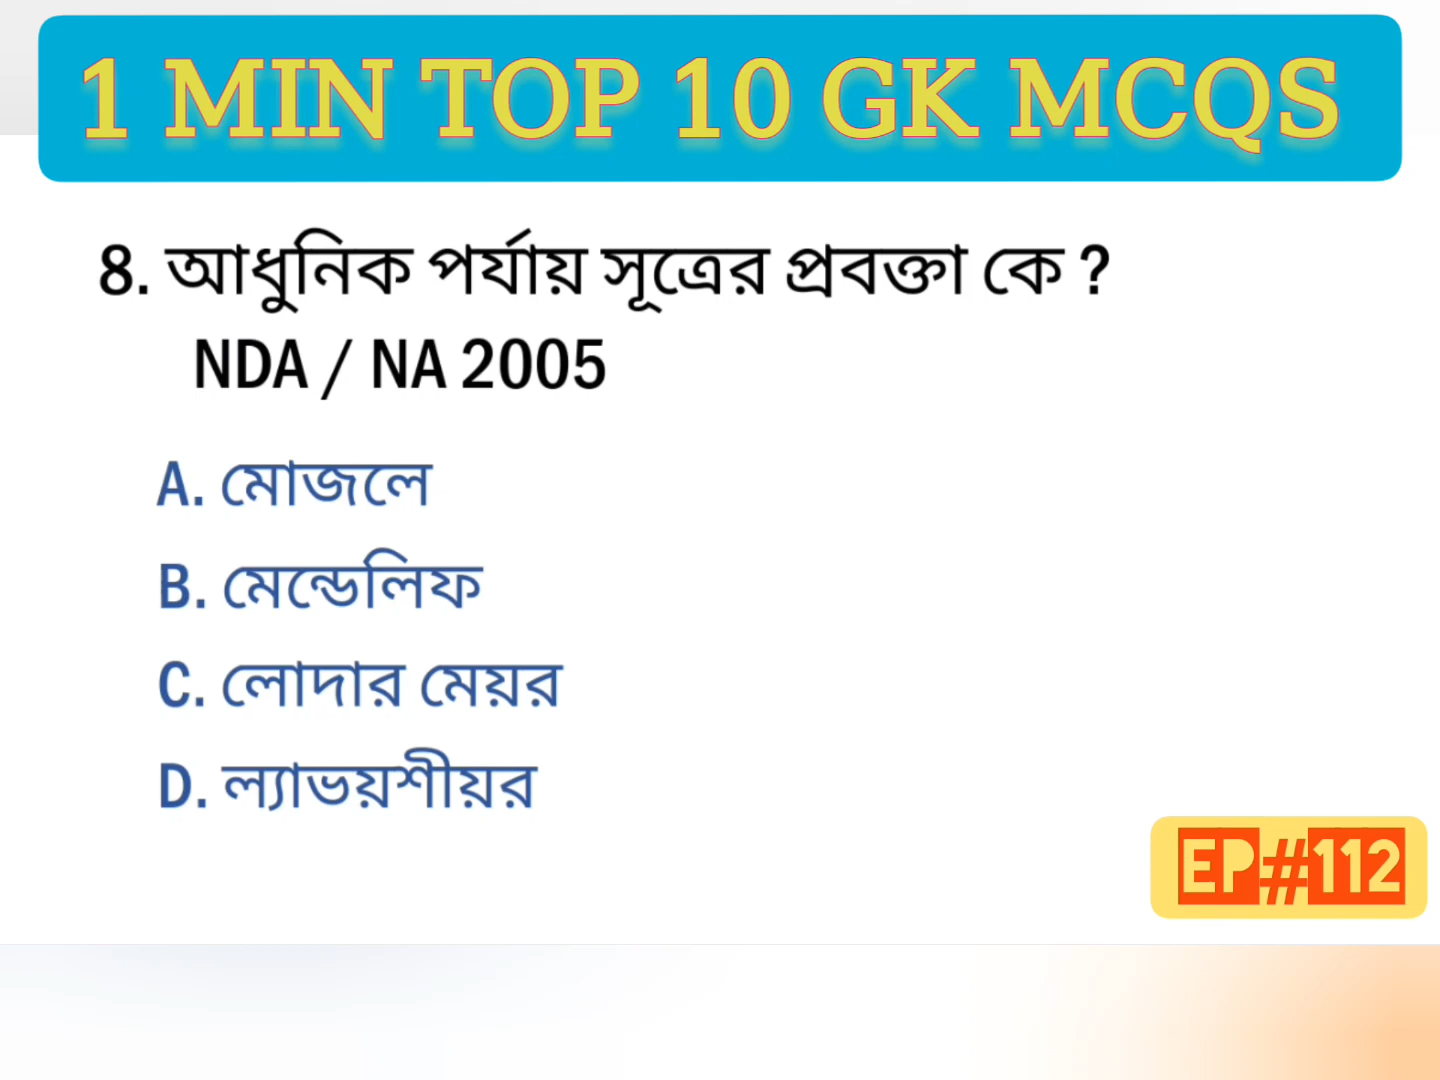 1 MIN TOP 10 GK MCQS
8. আধুনিক পর্যায় সূত্রের প্রবক্তা কে ?
NDA / NA 2005
A. মোজলে
B. মেন্ডেলিফ
C. লোদার মেয়র
D. ল্যাভয়শীয়র
EP#112